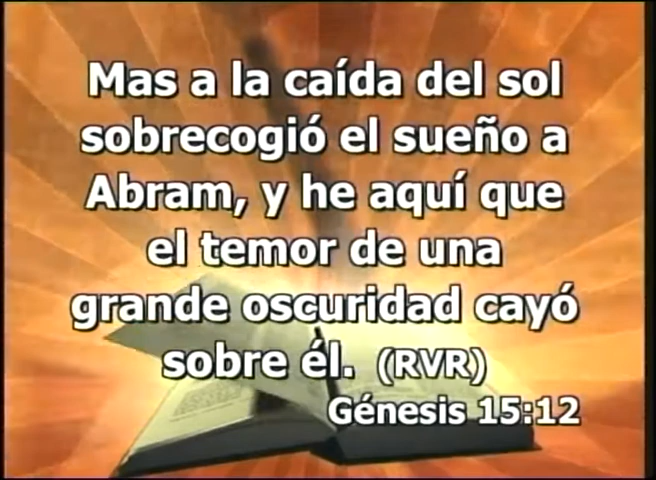 Mas a la caída del sol
sobrecogió el sueño a
Abram, y he aquí que
el temor de una
grande oscuridad cayó
sobre él. (RVR)
Génesis 15:12